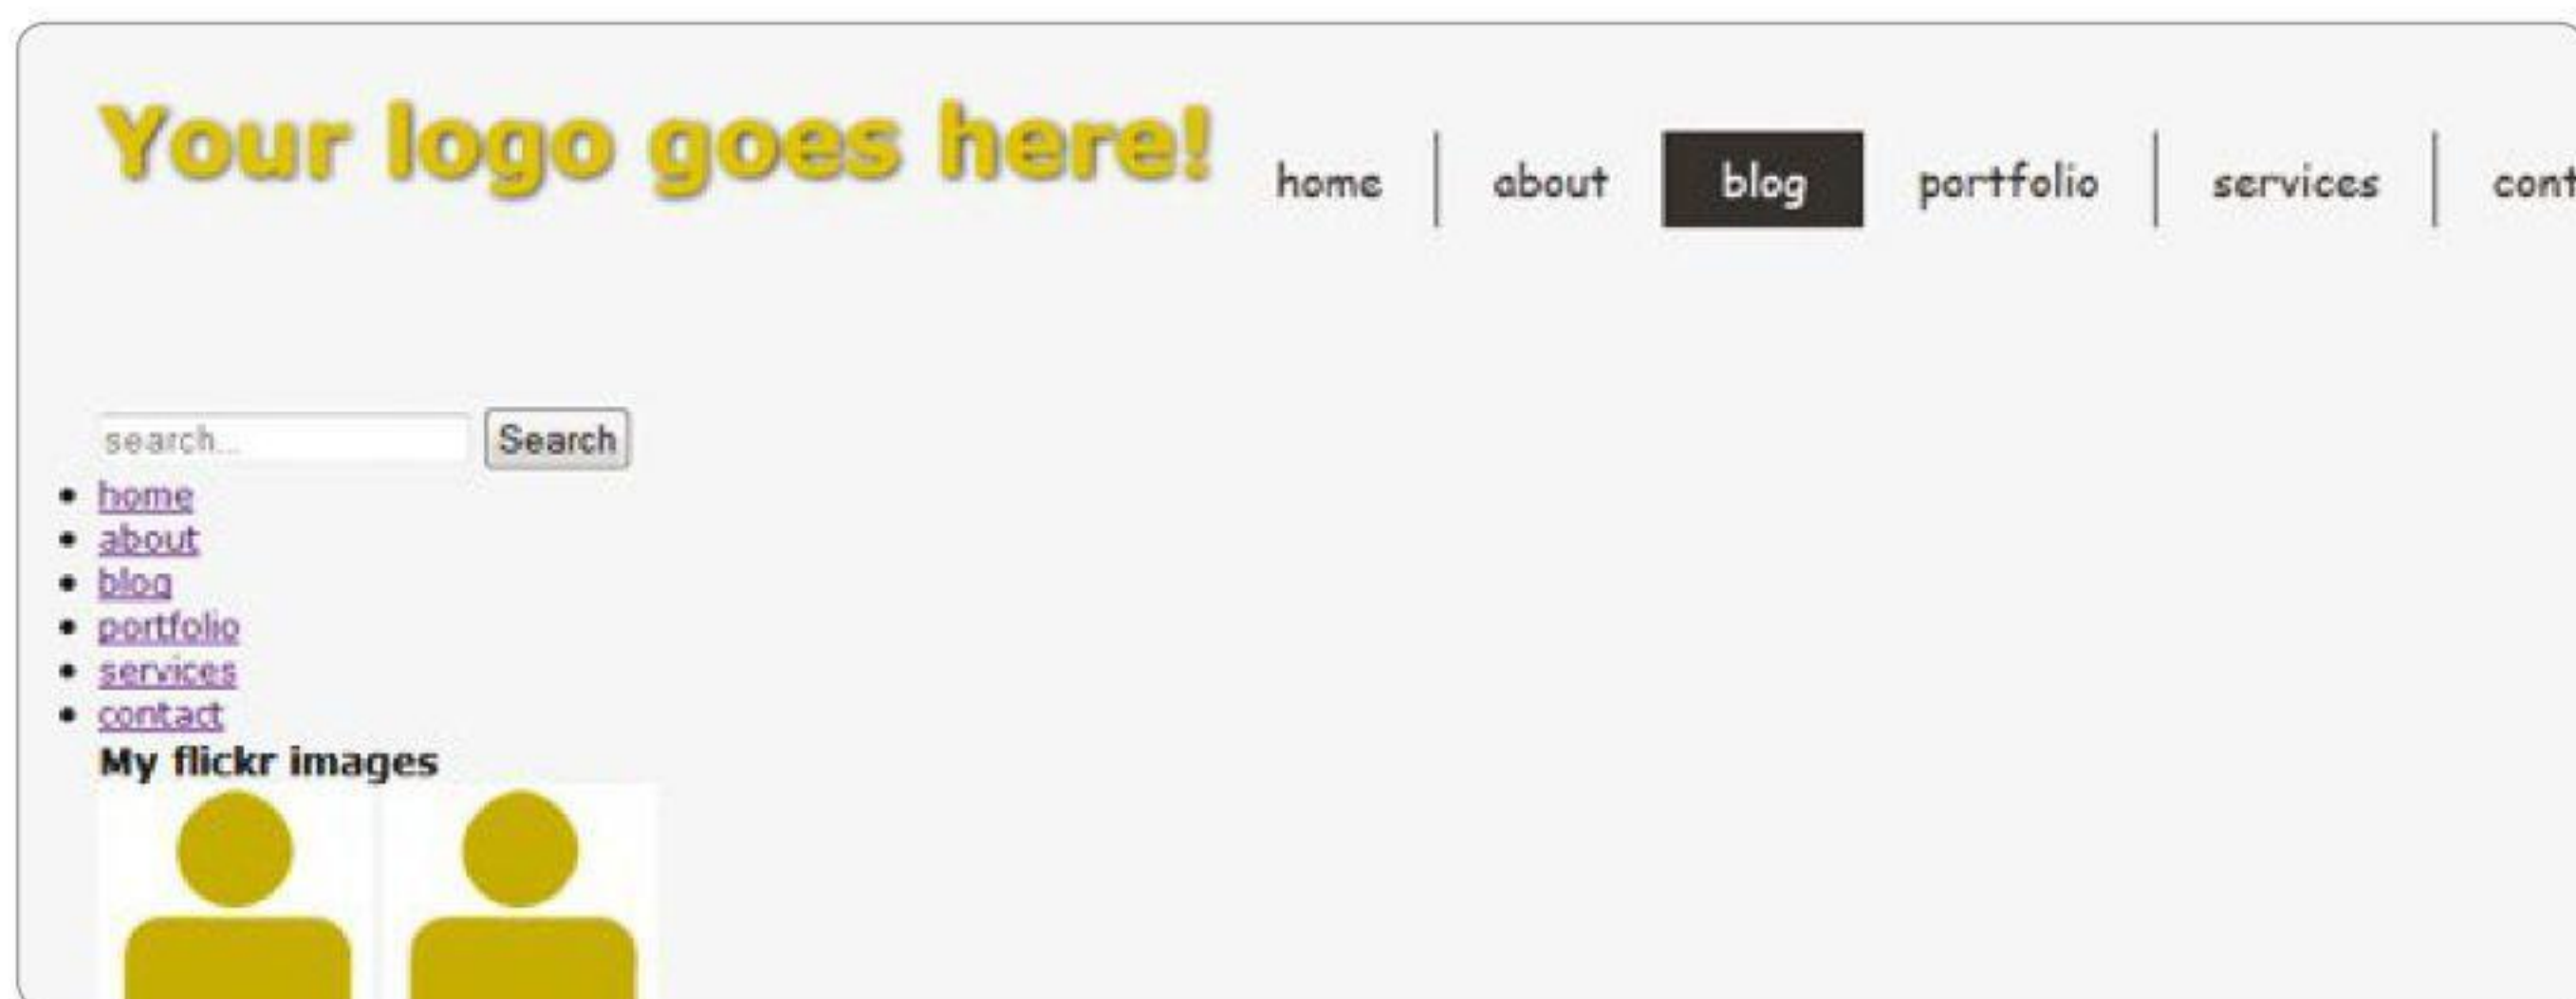 Your logo goes here!
home about blog portfolio services cont
search... Search
home
about
blog
portfolio
services
contact
My flickr images